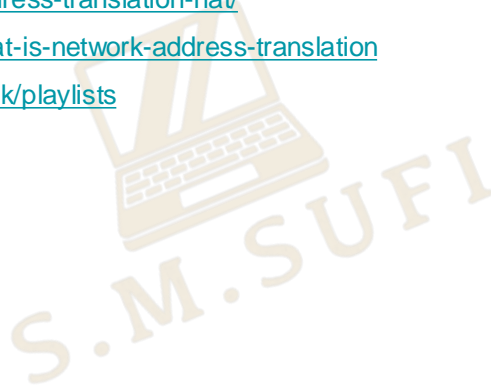 ress-translation-nat/
at-is-network-address-translation
k/playlists
S.M.SUFI